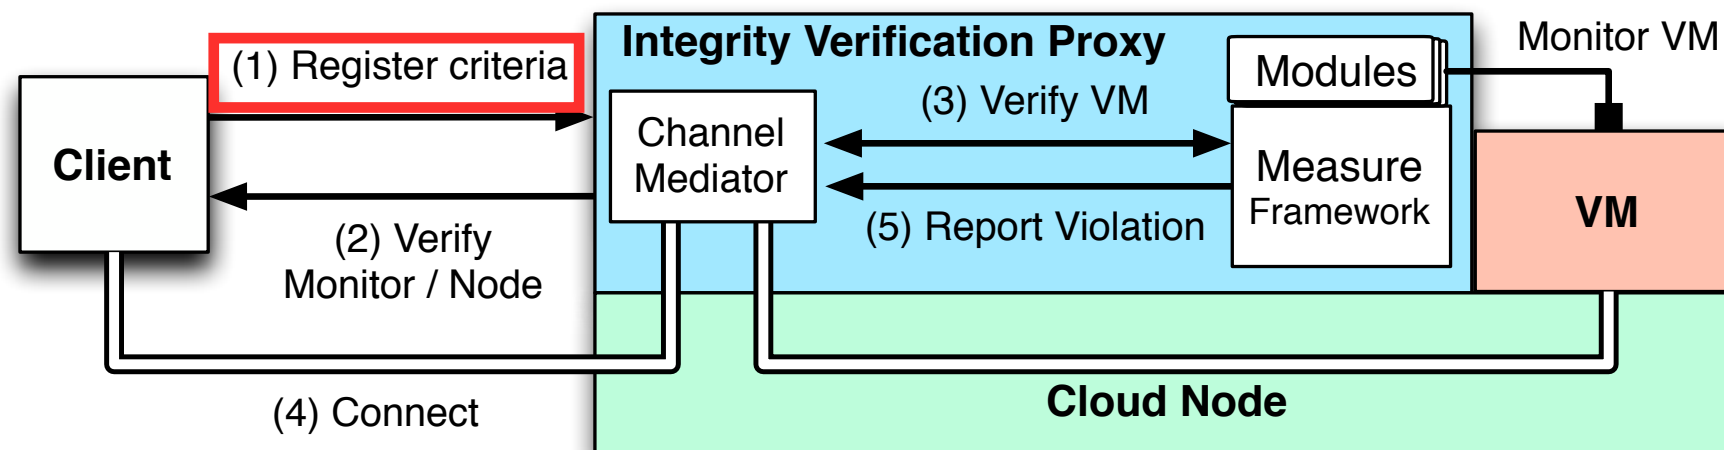 Integrity Verification Proxy
Monitor VM
(1) Register criteria
Modules
(3) Verify VM
Channel
Mediator
Client
Measure
Framework
VM
(5) Report Violation
(2) Verify
Monitor / Node
Cloud Node
(4) Connect